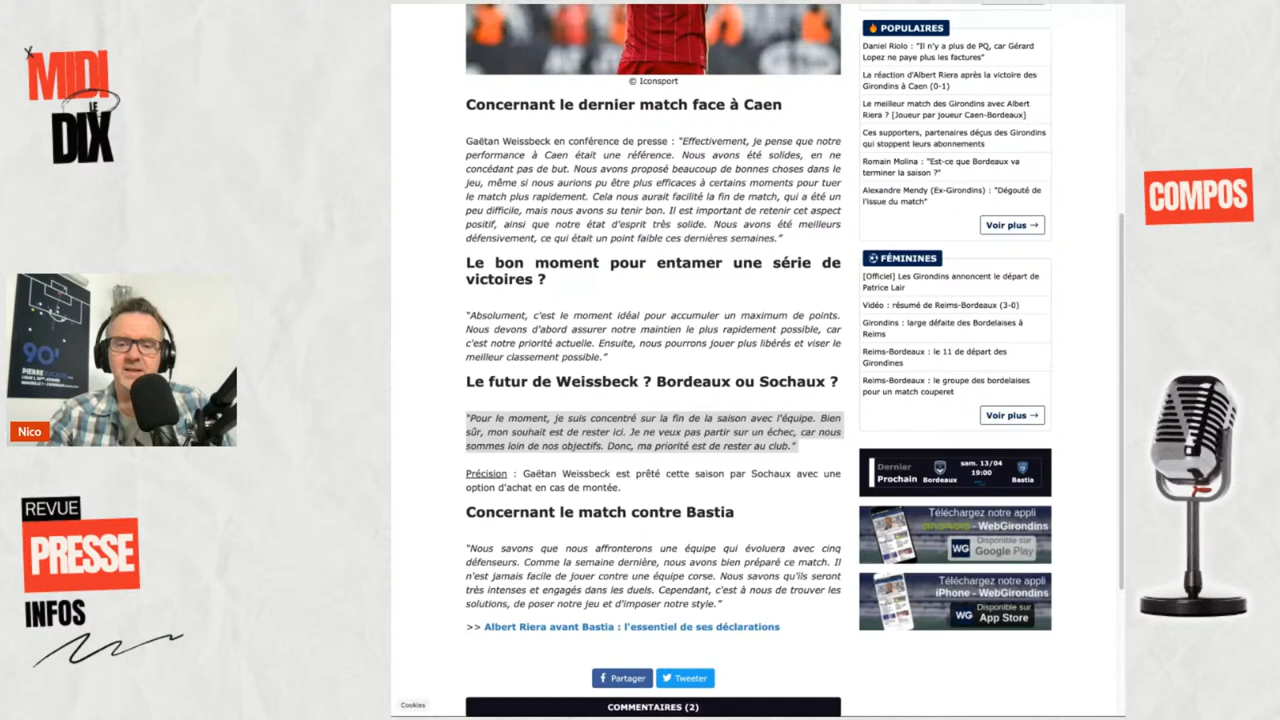 MIDI
LE
DIX
90'
Nico
REVUE
PRESSE
INFOS
© Iconsport
Concernant le dernier match face à Caen
Gaëtan Weissbeck en conférence de presse : "Effectivement, je pense que notre
performance à Caen était une référence. Nous avons été solides, en ne
concédant pas de but. Nous avons proposé beaucoup de bonnes choses dans le
jeu, même si nous aurions pu être plus efficaces à certains moments pour tuer
le match plus rapidement. Cela nous aurait facilité la fin de match, qui a été un
peu difficile, mais nous avons su tenir bon. Il est important de retenir cet aspect
positif, ainsi que notre état d'esprit très solide. Nous avons été meilleurs
défensivement, ce qui était un point faible ces dernières semaines."
Le bon moment pour entamer une série de
victoires ?
"Absolument, c'est le moment idéal pour accumuler un maximum de points.
Nous devons d'abord assurer notre maintien le plus rapidement possible, car
c'est notre priorité actuelle. Ensuite, nous pourrons jouer plus libérés et viser le
meilleur classement possible."
Le futur de Weissbeck ? Bordeaux ou Sochaux ?
"Pour le moment, je suis concentré sur la fin de la saison avec l'équipe. Bien
sûr, mon souhait est de rester ici. Je ne veux pas partir sur un échec, car nous
sommes loin de nos objectifs. Donc, ma priorité est de rester au club."
Précision : Gaëtan Weissbeck est prêté cette saison par Sochaux avec une
option d'achat en cas de montée.
Concernant le match contre Bastia
"Nous savons que nous affronterons une équipe qui évoluera avec cinq
défenseurs. Comme la semaine dernière, nous avons bien préparé ce match. Il
n'est jamais facile de jouer contre une équipe corse. Nous savons qu'ils seront
très intenses et engagés dans les duels. Cependant, c'est à nous de trouver les
solutions, de poser notre jeu et d'imposer notre style."
>> Albert Riera avant Bastia : l'essentiel de ses déclarations
Partager
Tweeter
Cookies
COMMENTAIRES (2)
POPULAIRES
Daniel Riolo : "Il n'y a plus de PQ, car Gérard
Lopez ne paye plus les factures"
La réaction d'Albert Riera après la victoire des
Girondins à Caen (0-1)
Le meilleur match des Girondins avec Albert
Riera ? [Joueur par joueur Caen-Bordeaux]
Ces supporters, partenaires déçus des Girondins
qui stoppent leurs abonnements
Romain Molina : "Est-ce que Bordeaux va
terminer la saison ?"
Alexandre Mendy (Ex-Girondins) : "Dégouté de
l'issue du match"
Voir plus →
FÉMININES
[Officiel] Les Girondins annoncent le départ de
Patrice Lair
Vidéo : résumé de Reims-Bordeaux (3-0)
Girondins : large défaite des Bordelaises à
Reims
Reims-Bordeaux : le 11 de départ des
Girondines
Reims-Bordeaux : le groupe des bordelaises
pour un match couperet
Voir plus →
Dernier
Prochain
Bordeaux
sam. 13/04
19:00
Bastia
Téléchargez notre appli
ANDROID - WebGirondins
WG
Disponible sur
Google Play
Téléchargez notre appli
iPhone - WebGirondins
WG
Disponible sur
App Store
COMPOS